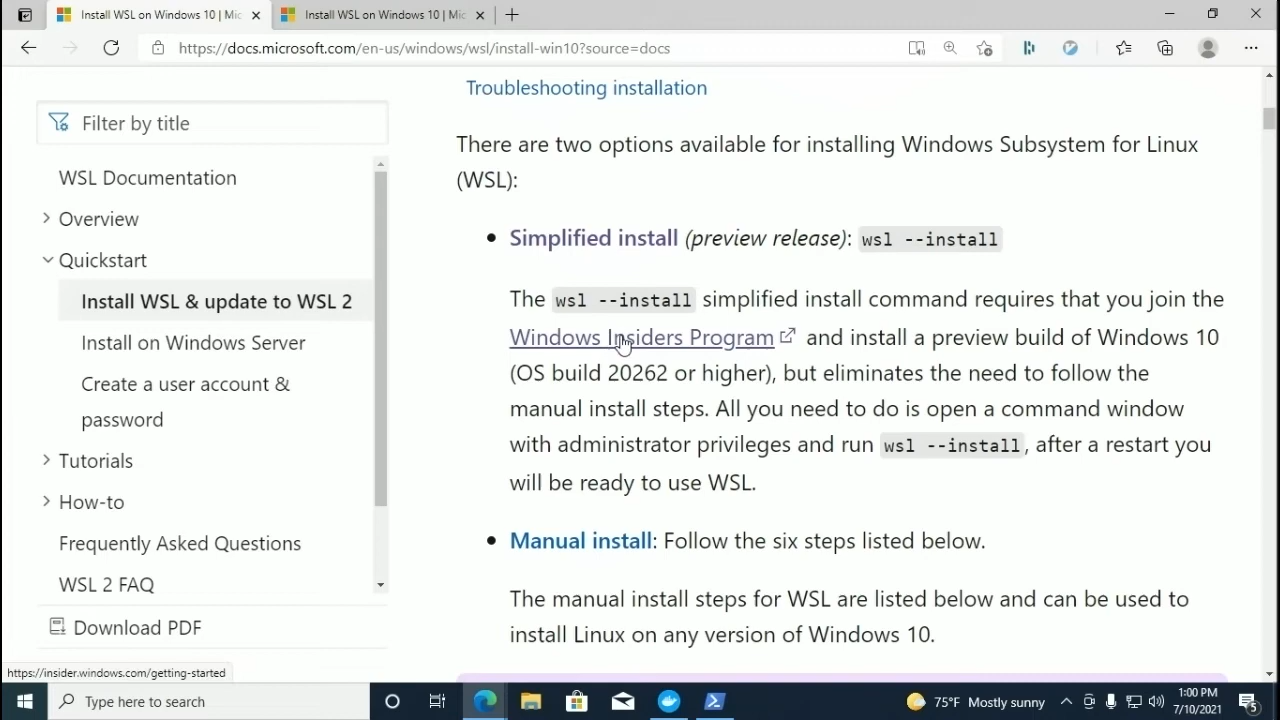 Install WSL on Windows 10 | Mic
Install WSL on Windows 10 | Mic
https://docs.microsoft.com/en-us/windows/wsl/install-win10?source=docs
Filter by title
WSL Documentation
Overview
Quickstart
Install WSL & update to WSL 2
Install on Windows Server
Create a user account &
password
Tutorials
How-to
Frequently Asked Questions
WSL 2 FAQ
Download PDF
Troubleshooting installation
There are two options available for installing Windows Subsystem for Linux
(WSL):
Simplified install (preview release): wsl --install
The wsl --install simplified install command requires that you join the
Windows Insiders Program and install a preview build of Windows 10
(OS build 20262 or higher), but eliminates the need to follow the
manual install steps. All you need to do is open a command window
with administrator privileges and run wsl --install, after a restart you
will be ready to use WSL.
Manual install: Follow the six steps listed below.
The manual install steps for WSL are listed below and can be used to
install Linux on any version of Windows 10.
https://insider.windows.com/getting-started
Type here to search
75°F Mostly sunny
1:00 PM
7/10/2021
5